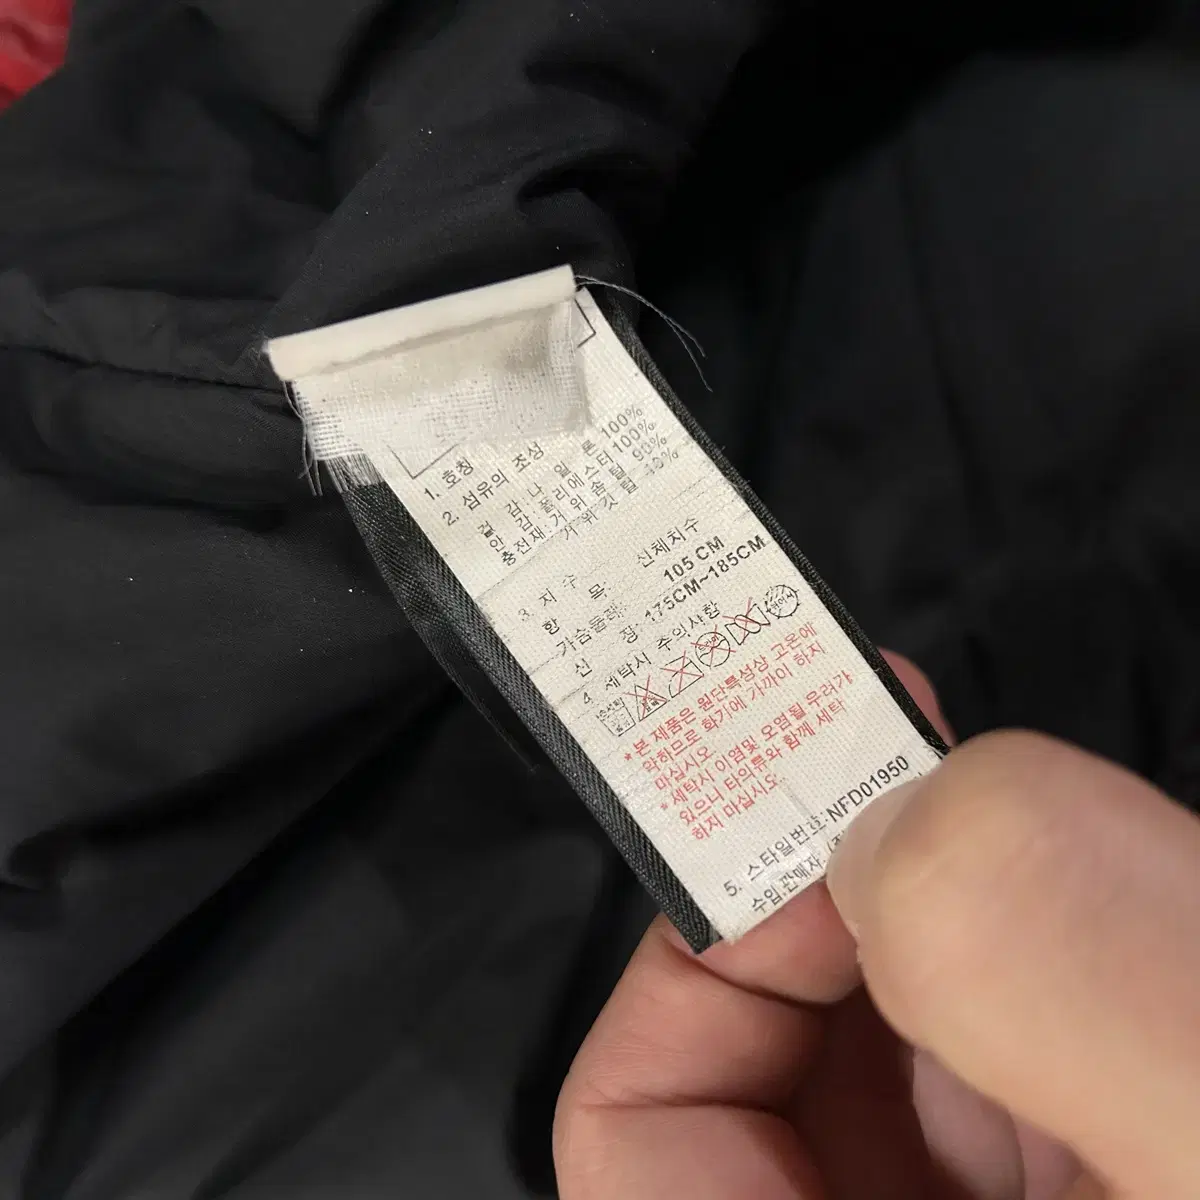 1. 호칭
2. 섬유의 조성
겉 감: 나 일 론 100%
안 감: 폴리에스터 100%
충전재: 거위솜털 90%
거위깃털 10%
3. 치수
항 목: 신체치수
가슴둘레: 105 CM
신 장: 175CM~185CM
4. 세탁시 주의사항
*본 제품은 원단특성상 고온에
약하므로 화기에 가까이 하지
마십시오.
*세탁시 이염및 오염될 우려가
있으니 타의류와 함께 세탁
하지 마십시오.
5. 스타일번호: NFD01950
수입,판매자: (주